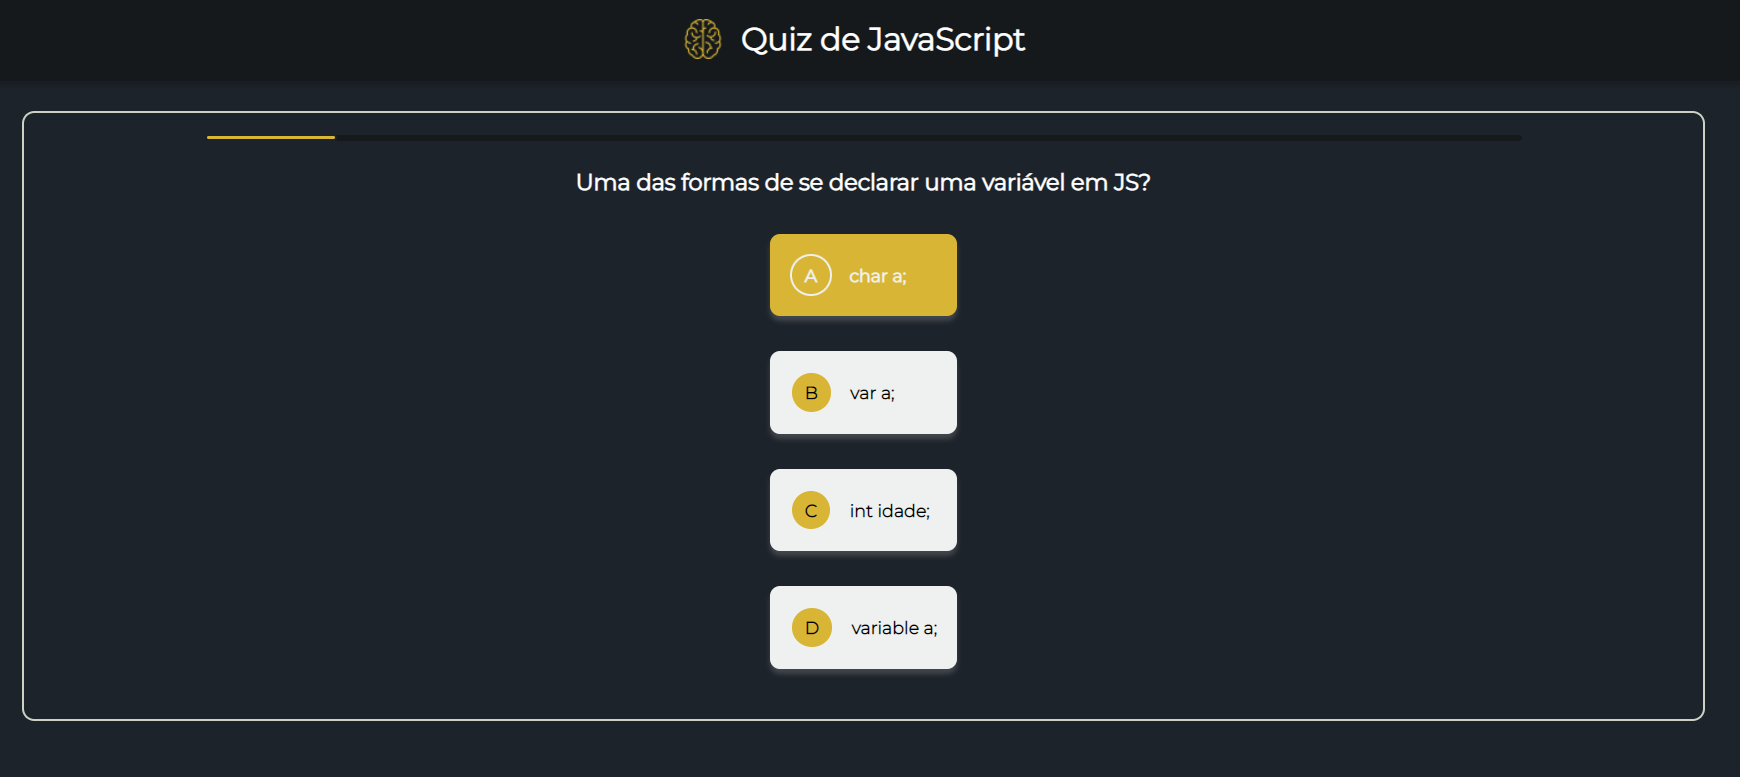 Quiz de JavaScript
Uma das formas de se declarar uma variável em JS?
A char a;
B var a;
C int idade;
D variable a;